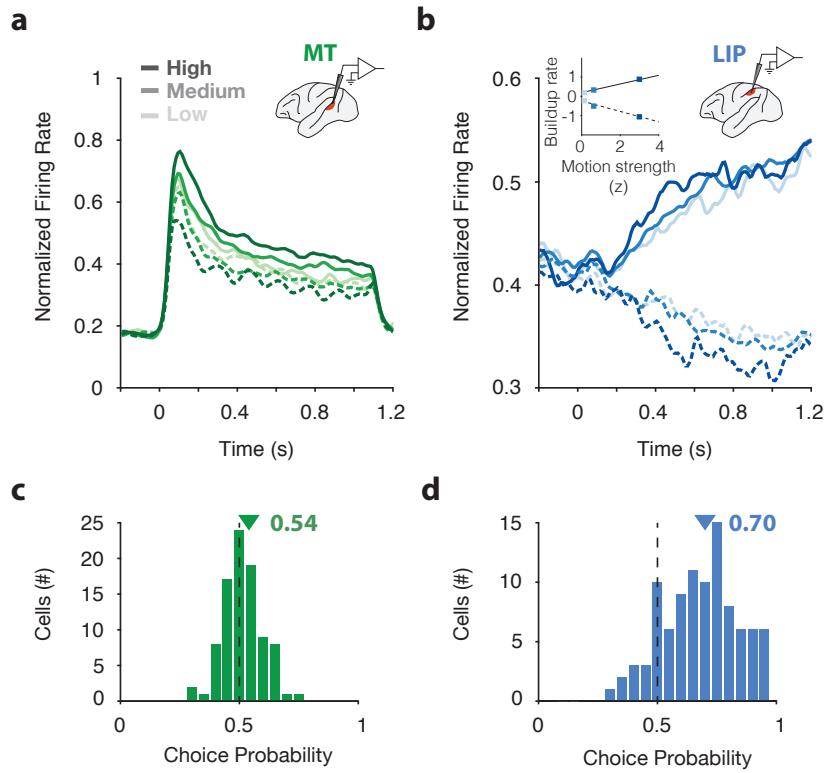 a
MT
High
Medium
Low
1
0.8
0.6
0.4
0.2
0
Normalized Firing Rate
0
0.4
0.8
1.2
Time (s)
b
LIP
Buildup rate
1
0
-1
0
2
4
Motion strength
(z)
0.6
0.5
0.4
0.3
Normalized Firing Rate
0
0.4
0.8
1.2
Time (s)
c
0.54
25
20
15
10
5
0
Cells (#)
0
0.5
1
Choice Probability
d
0.70
15
10
5
0
Cells (#)
0
0.5
1
Choice Probability